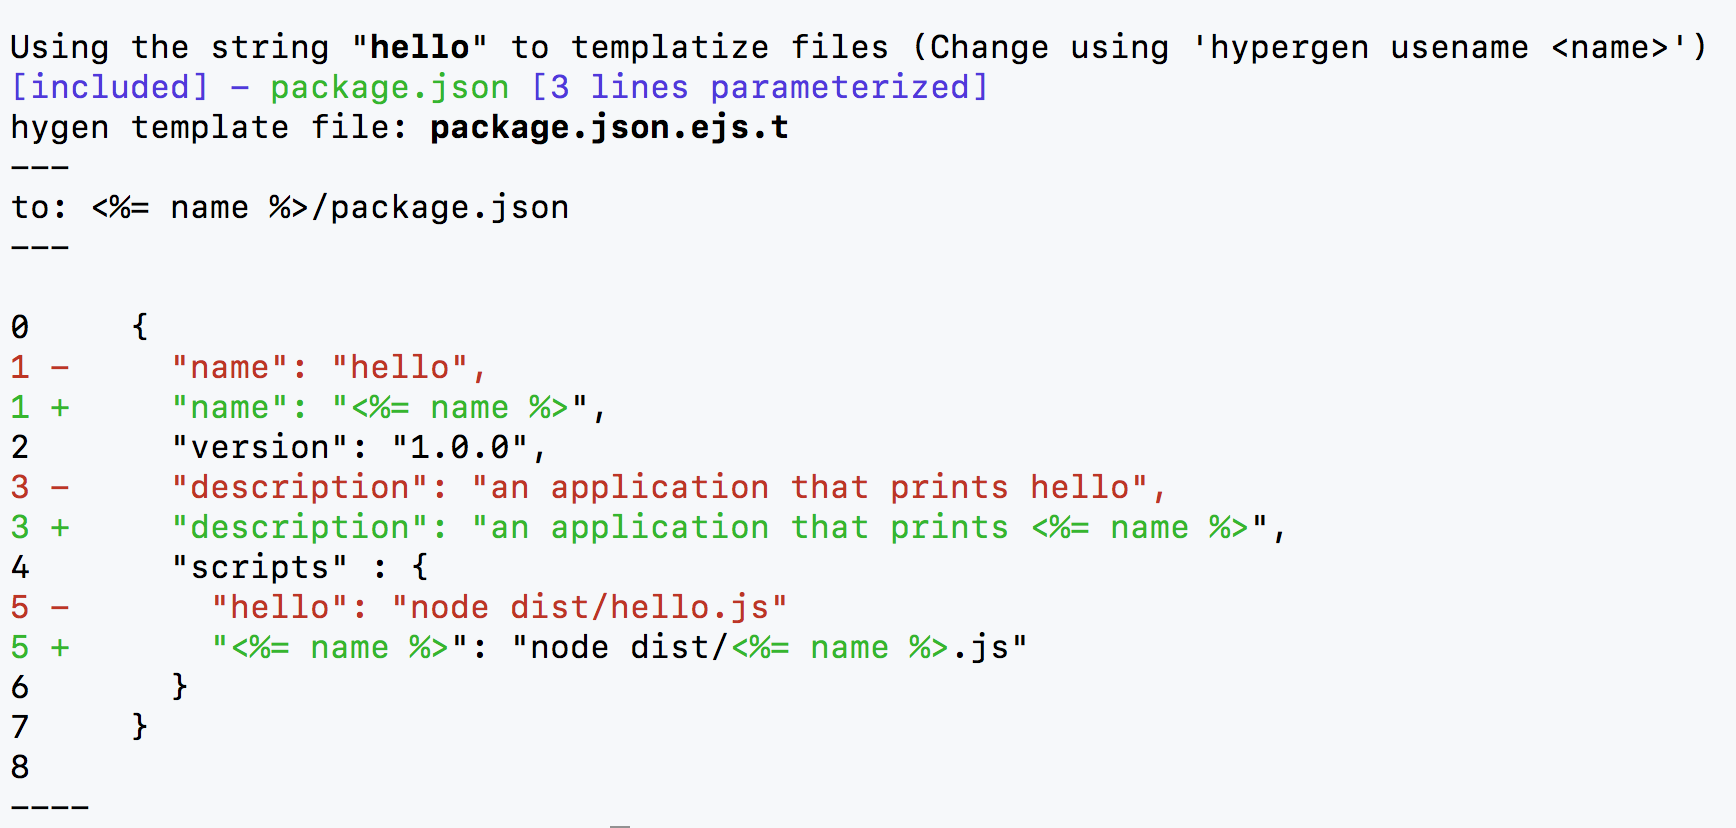 Using the string "hello" to templatize files (Change using 'hypergen usename <name>')
[included] - package.json [3 lines parameterized]
hygen template file: package.json.ejs.t
---
to: <%= name %>/package.json
---
0     {
1 -     "name": "hello",
1 +     "name": "<%= name %>",
2       "version": "1.0.0",
3 -     "description": "an application that prints hello",
3 +     "description": "an application that prints <%= name %>",
4       "scripts" : {
5 -       "hello": "node dist/hello.js"
5 +       "<%= name %>": "node dist/<%= name %>.js"
6       }
7     }
8
----